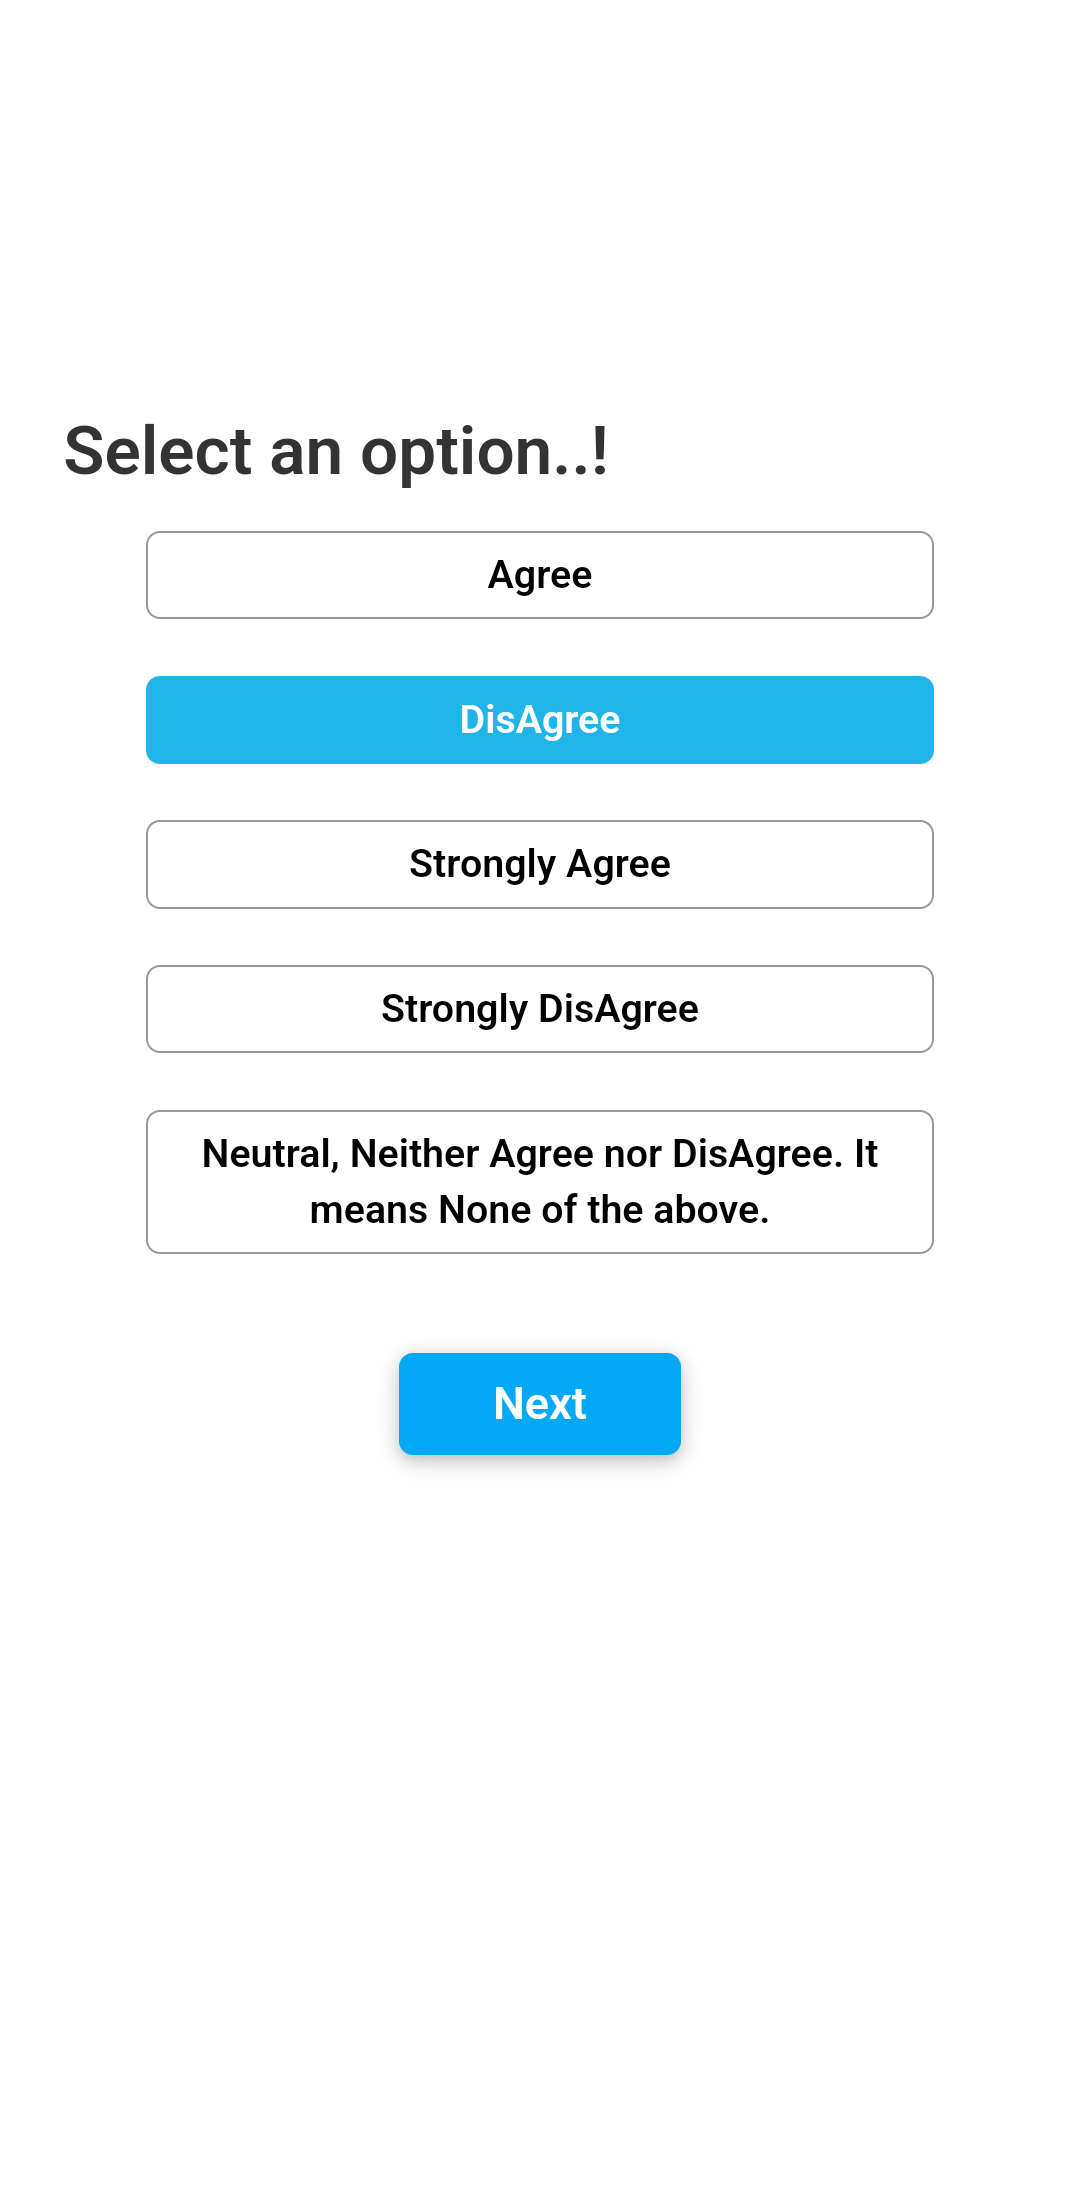 Select an option..!
Agree
DisAgree
Strongly Agree
Strongly DisAgree
Neutral, Neither Agree nor DisAgree. It
means None of the above.
Next